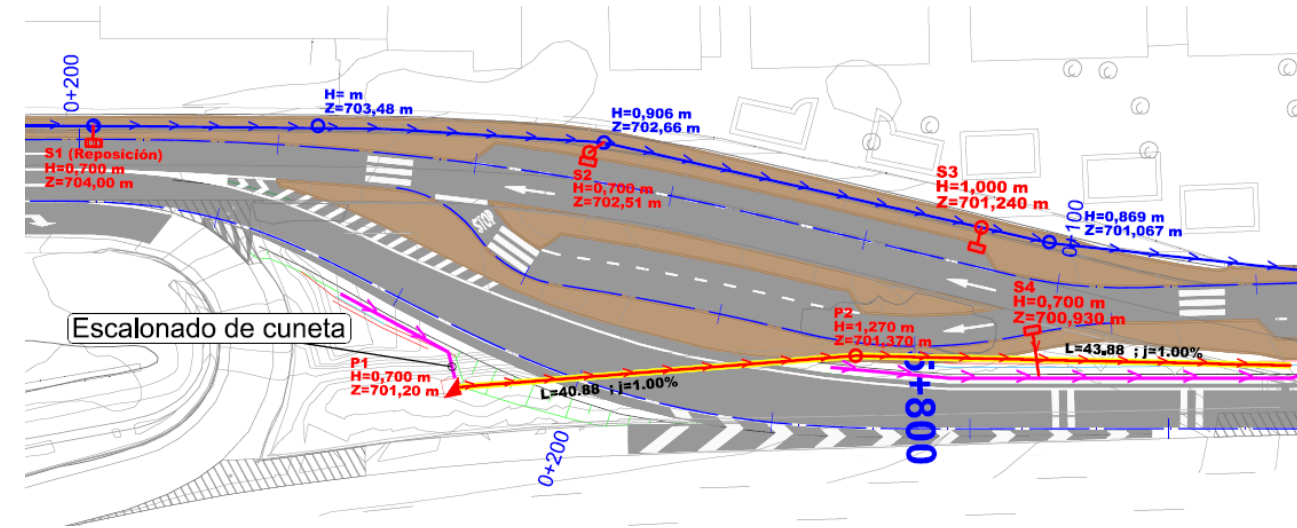 0+200
H= m
Z=703,48 m
H=0,906 m
Z=702,66 m
S1 (Reposición)
H=0,700 m
Z=704,00 m
S2
H=0,700 m
Z=702,51 m
S3
H=1,000 m
Z=701,240 m
0+100
H=0,869 m
Z=701,067 m
STOP
S4
H=0,700 m
Z=700,930 m
Escalonado de cuneta
P2
H=1,270 m
Z=701,370 m
L=43.88 ; j=1.00%
P1
H=0,700 m
Z=701,20 m
L=40.88 ; j=1.00%
5+800
0+200